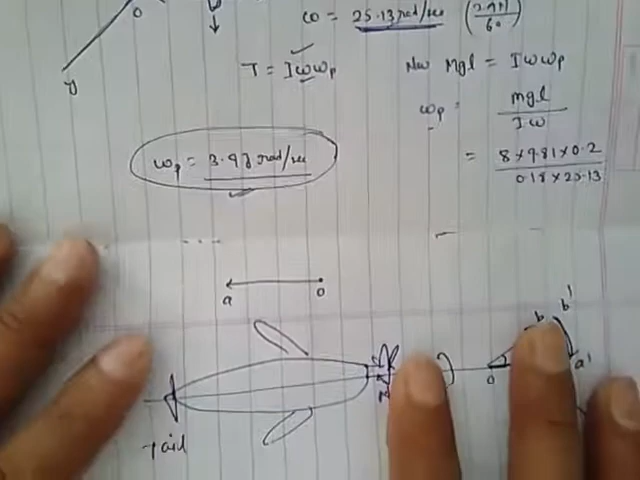 o
y
ω = 25.13 rad/sec (2πN/60)
T = Iωωp
Now Mgl = Iωωp
ωp = mgl/Iω
= 8×9.81×0.2/0.18×25.13
ωp = 3.47 rad/sec
a o
b b'
o a'
Tail